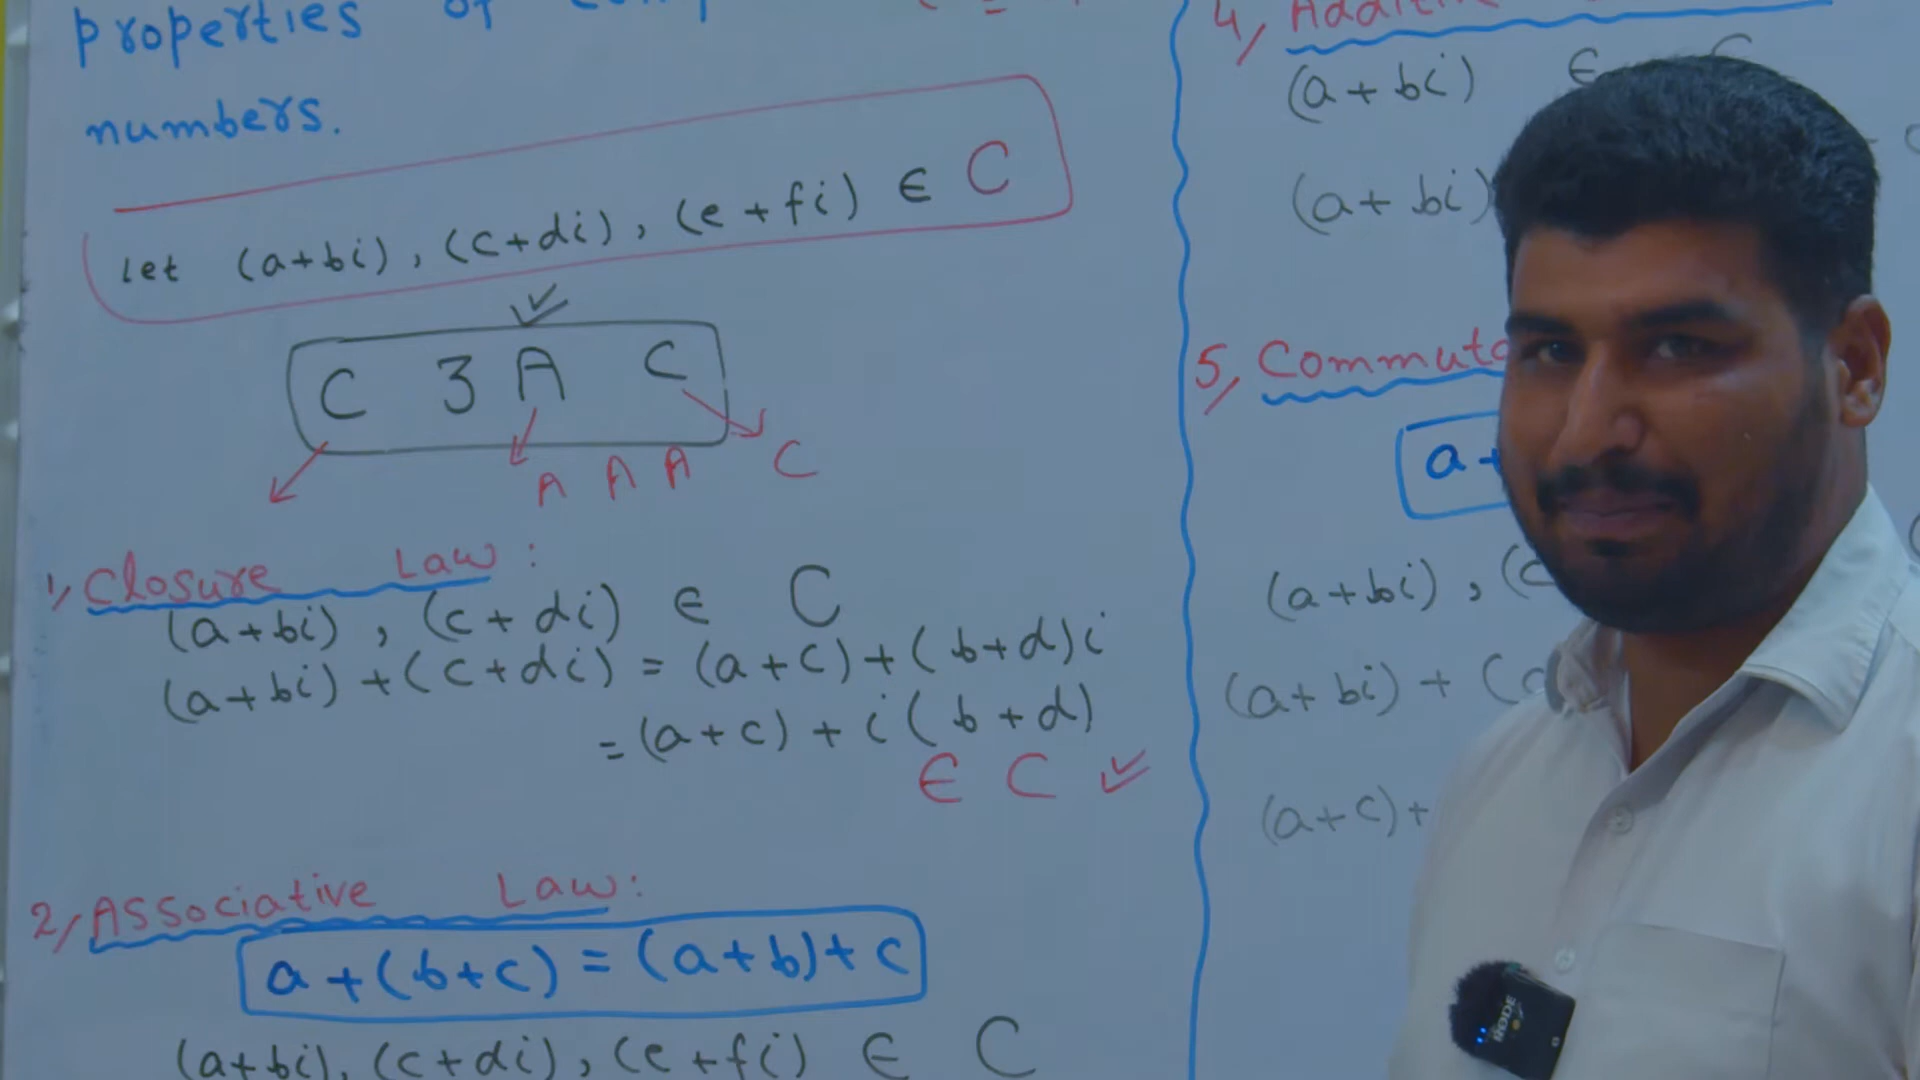 properties of
numbers.
Let (a+bi), (c+di), (e+fi) ∈ C
C 3 A C
A A A C
1, Closure Law:
(a+bi), (c+di) ∈ C
(a+bi)+(c+di) = (a+c)+(b+d)i
=(a+c)+i(b+d)
∈ C
2, ASSociative Law:
a+(b+c)=(a+b)+c
(a+bi), (c+di), (e+fi) ∈ C
4,
(a+bi) ∈ C
(a+bi)
5,
a+
(a+bi), (c
(a+bi) + (c
(a+c)+
RODE